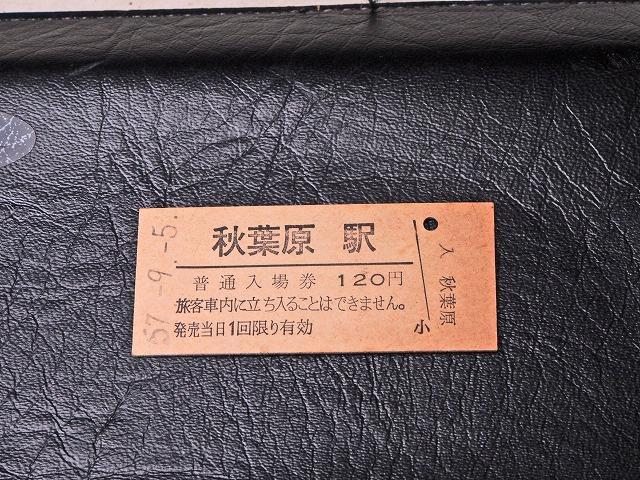 57.-9.-5.
秋葉原 駅
普通入場券 120円
旅客車内に立ち入ることはできません。
発売当日1回限り有効
小
入 秋葉原